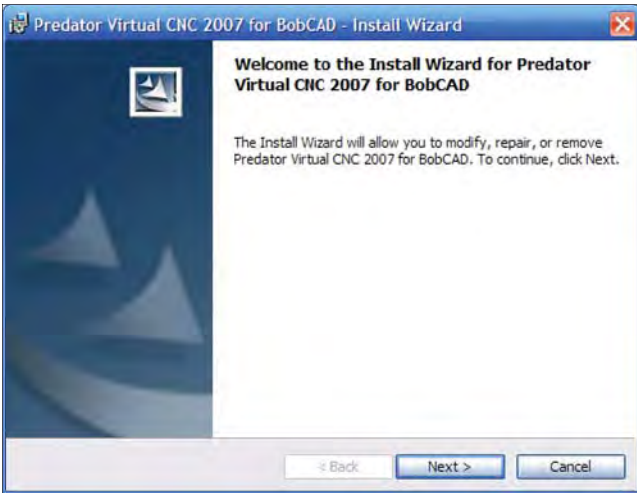 Predator Virtual CNC 2007 for BobCAD - Install Wizard
Welcome to the Install Wizard for Predator
Virtual CNC 2007 for BobCAD
The Install Wizard will allow you to modify, repair, or remove
Predator Virtual CNC 2007 for BobCAD. To continue, click Next.
< Back
Next >
Cancel